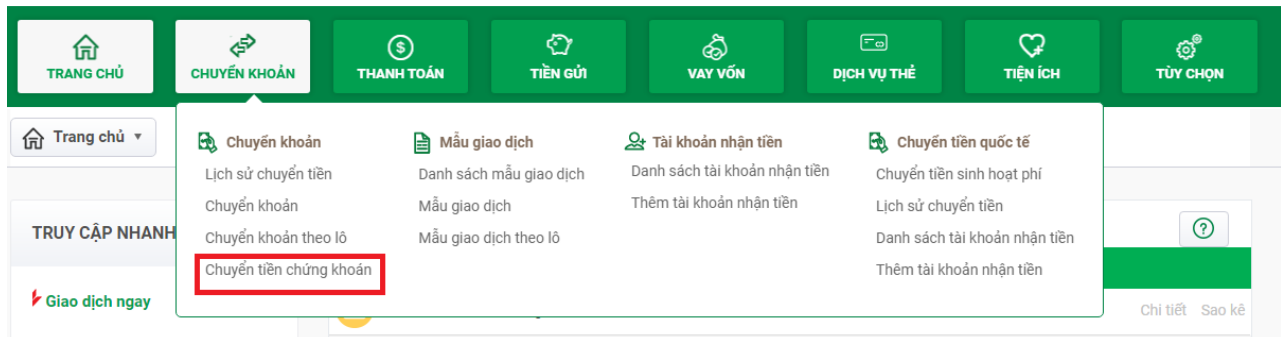 TRANG CHỦ
CHUYỂN KHOẢN
THANH TOÁN
TIỀN GỬI
VAY VỐN
DỊCH VỤ THẺ
TIỆN ÍCH
TÙY CHỌN
Trang chủ
Chuyển khoản
Lịch sử chuyển tiền
Chuyển khoản
Chuyển khoản theo lô
Chuyển tiền chứng khoán
Mẫu giao dịch
Danh sách mẫu giao dịch
Mẫu giao dịch
Mẫu giao dịch theo lô
Tài khoản nhận tiền
Danh sách tài khoản nhận tiền
Thêm tài khoản nhận tiền
Chuyển tiền quốc tế
Chuyển tiền sinh hoạt phí
Lịch sử chuyển tiền
Danh sách tài khoản nhận tiền
Thêm tài khoản nhận tiền
TRUY CẬP NHANH
Giao dịch ngay
Chi tiết Sao kê